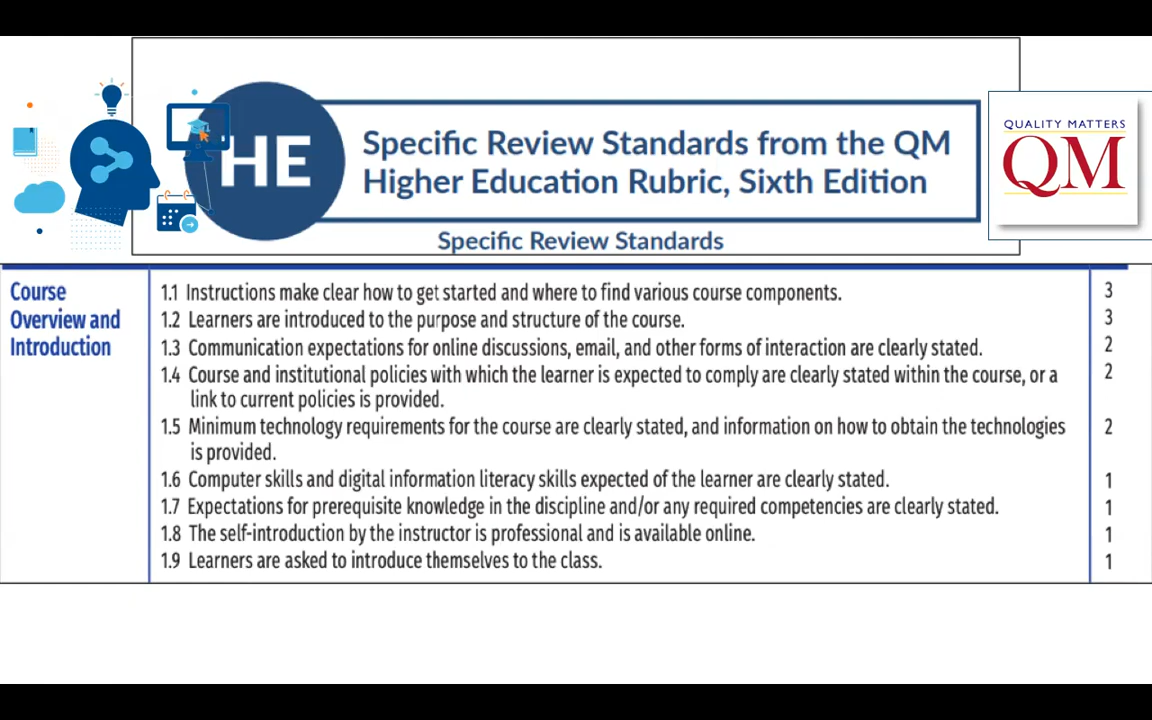 HE
Specific Review Standards from the QM
Higher Education Rubric, Sixth Edition
QUALITY MATTERS
QM
Specific Review Standards
Course
Overview and
Introduction
1.1 Instructions make clear how to get started and where to find various course components. 3
1.2 Learners are introduced to the purpose and structure of the course. 3
1.3 Communication expectations for online discussions, email, and other forms of interaction are clearly stated. 2
1.4 Course and institutional policies with which the learner is expected to comply are clearly stated within the course, or a 2
link to current policies is provided.
1.5 Minimum technology requirements for the course are clearly stated, and information on how to obtain the technologies 2
is provided.
1.6 Computer skills and digital information literacy skills expected of the learner are clearly stated. 1
1.7 Expectations for prerequisite knowledge in the discipline and/or any required competencies are clearly stated. 1
1.8 The self-introduction by the instructor is professional and is available online. 1
1.9 Learners are asked to introduce themselves to the class. 1